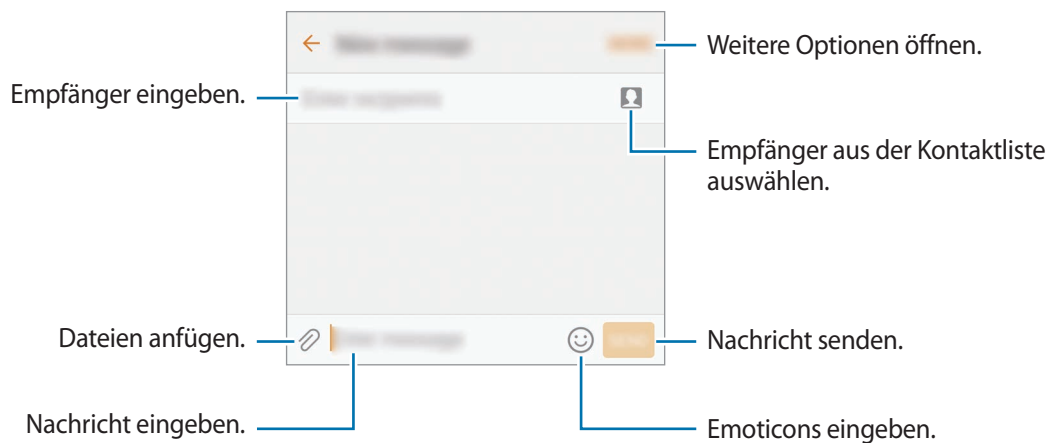 Weitere Optionen öffnen.
Empfänger eingeben.
Empfänger aus der Kontaktliste
auswählen.
Dateien anfügen.
Nachricht senden.
Nachricht eingeben.
Emoticons eingeben.